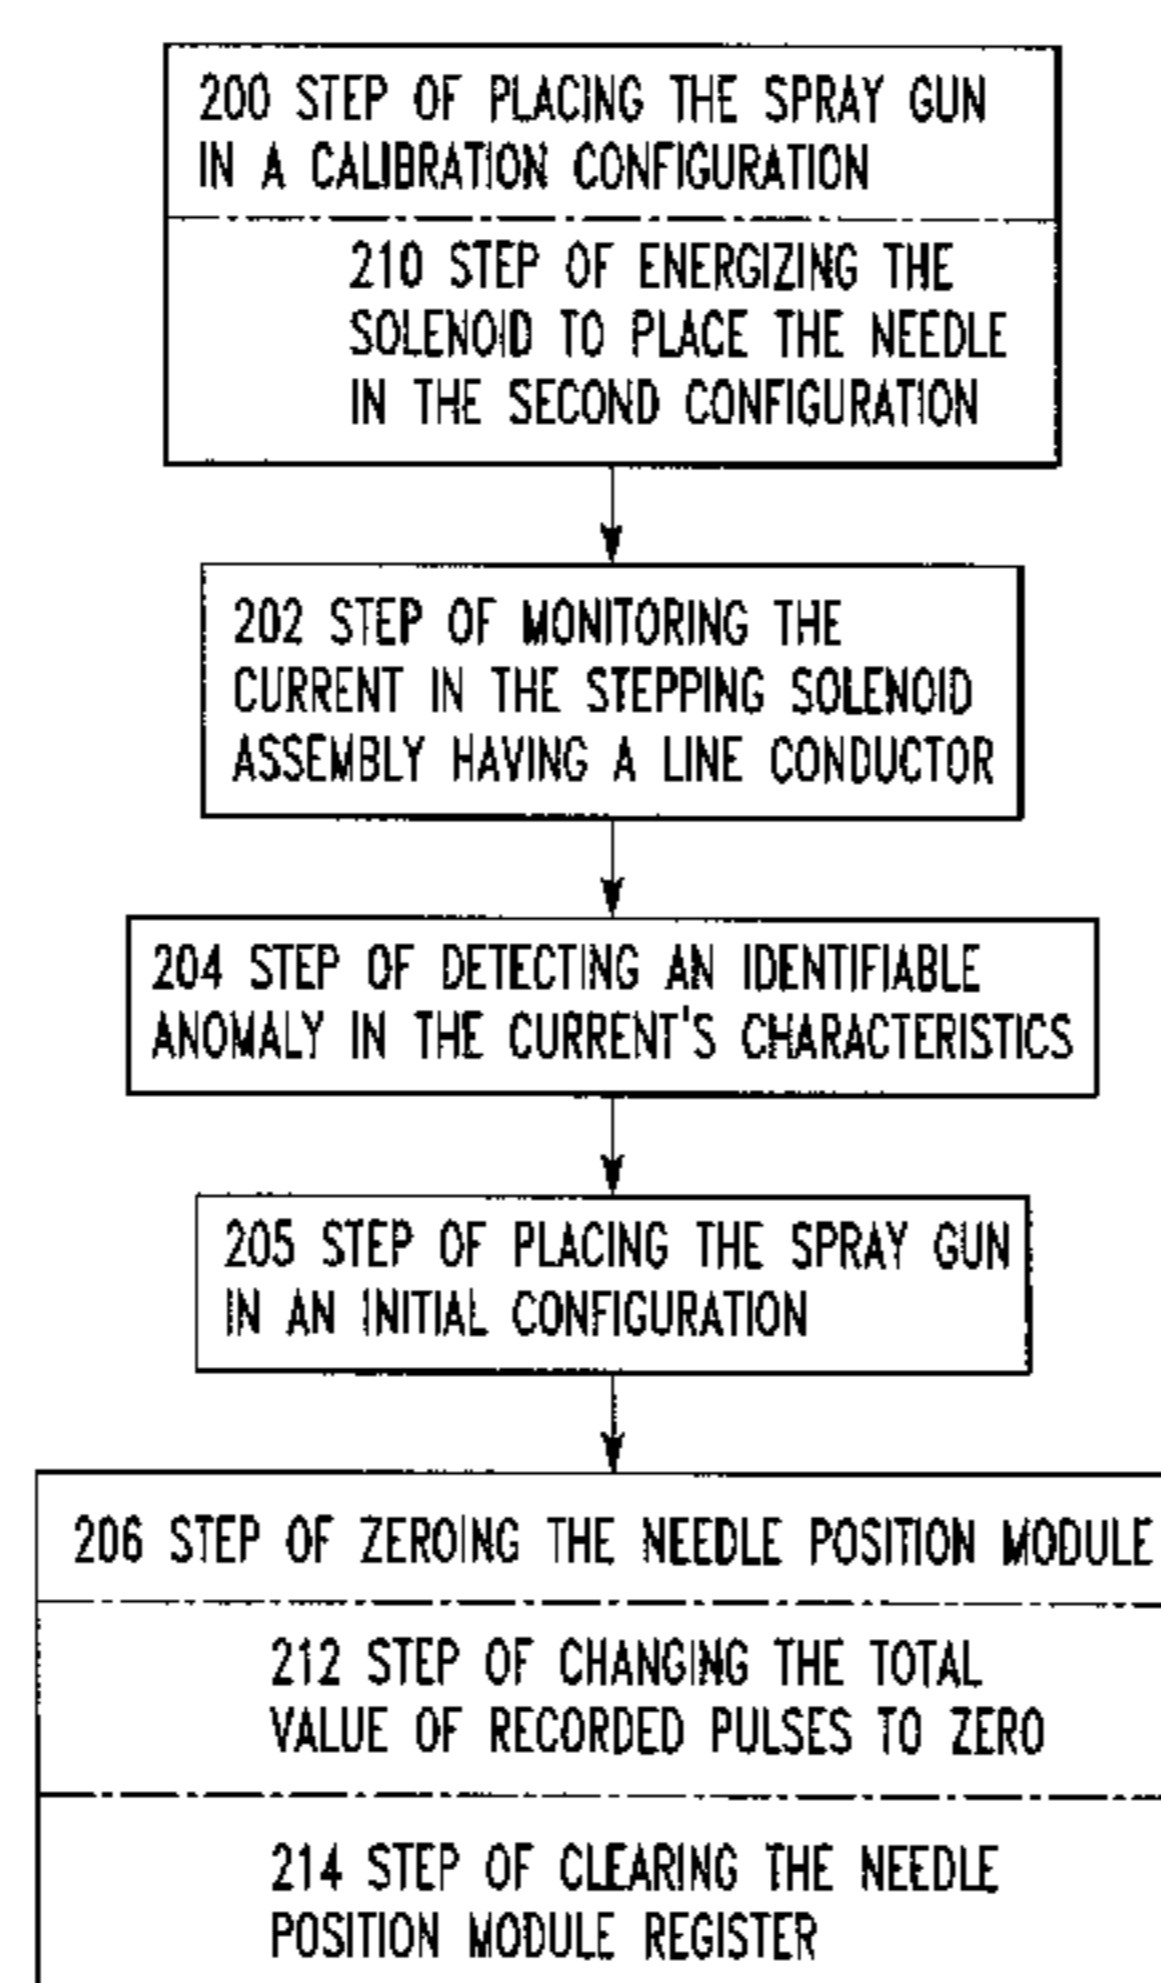 200 STEP OF PLACING THE SPRAY GUN
IN A CALIBRATION CONFIGURATION
210 STEP OF ENERGIZING THE
SOLENOID TO PLACE THE NEEDLE
IN THE SECOND CONFIGURATION
202 STEP OF MONITORING THE
CURRENT IN THE STEPPING SOLENOID
ASSEMBLY HAVING A LINE CONDUCTOR
204 STEP OF DETECTING AN IDENTIFIABLE
ANOMALY IN THE CURRENT'S CHARACTERISTICS
205 STEP OF PLACING THE SPRAY GUN
IN AN INITIAL CONFIGURATION
206 STEP OF ZEROING THE NEEDLE POSITION MODULE
212 STEP OF CHANGING THE TOTAL
VALUE OF RECORDED PULSES TO ZERO
214 STEP OF CLEARING THE NEEDLE
POSITION MODULE REGISTER